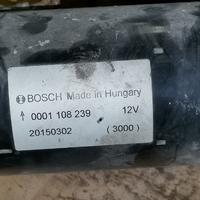 BOSCH Made in Hungary
0001 108 239 12V
20150302 (3000)